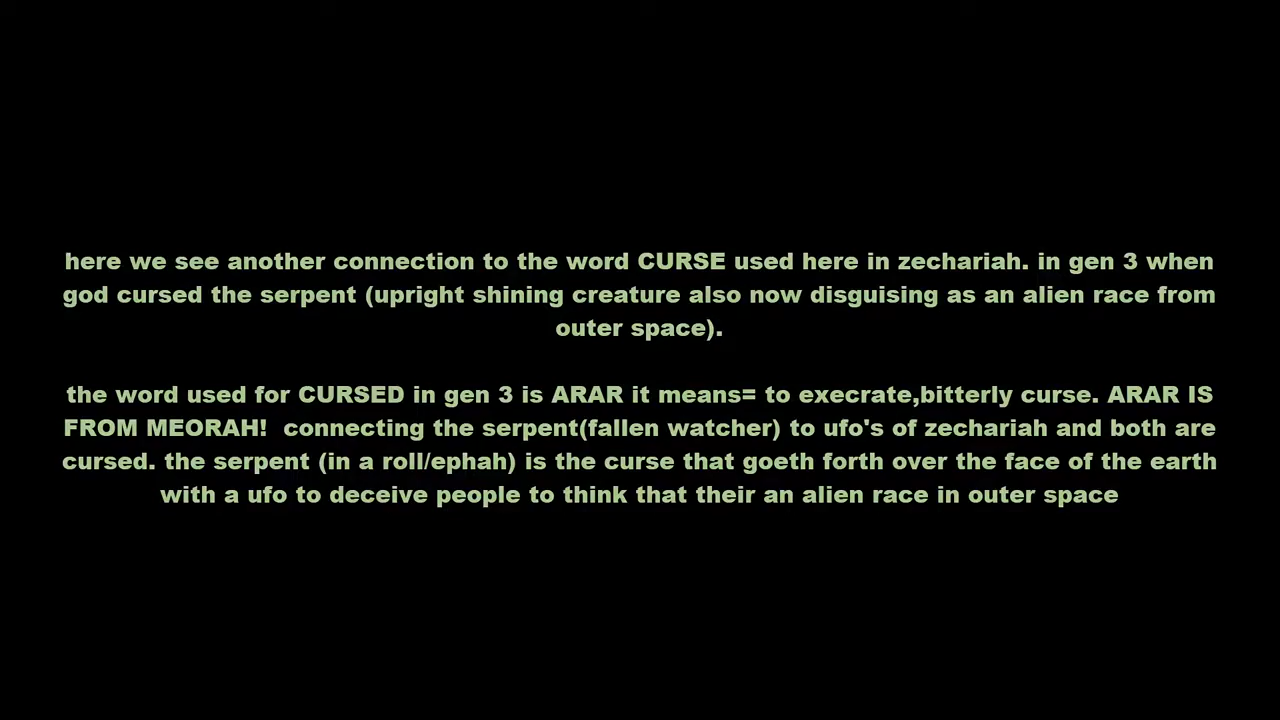 here we see another connection to the word CURSE used here in zechariah. in gen 3 when
god cursed the serpent (upright shining creature also now disguising as an alien race from
outer space).
the word used for CURSED in gen 3 is ARAR it means= to execrate,bitterly curse. ARAR IS
FROM MEORAH!  connecting the serpent(fallen watcher) to ufo's of zechariah and both are
cursed. the serpent (in a roll/ephah) is the curse that goeth forth over the face of the earth
with a ufo to deceive people to think that their an alien race in outer space